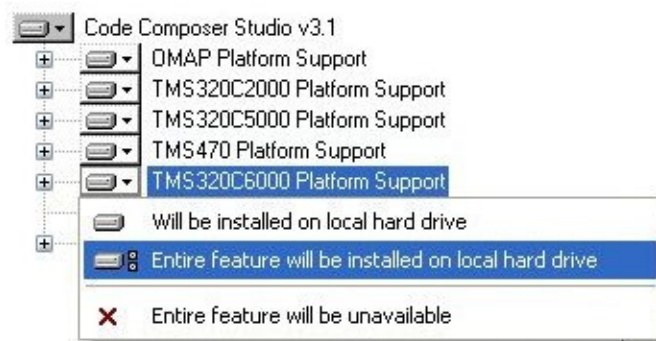 Code Composer Studio v3.1
OMAP Platform Support
TMS320C2000 Platform Support
TMS320C5000 Platform Support
TMS470 Platform Support
TMS320C6000 Platform Support
Will be installed on local hard drive
Entire feature will be installed on local hard drive
Entire feature will be unavailable